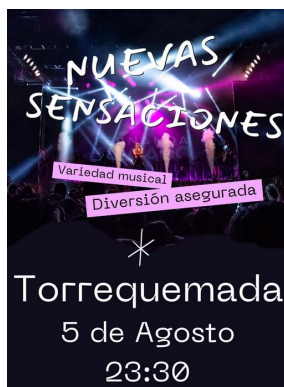 NUEVAS
SENSACIONES
Variedad musical
Diversión asegurada
Torrequemada
5 de Agosto
23:30